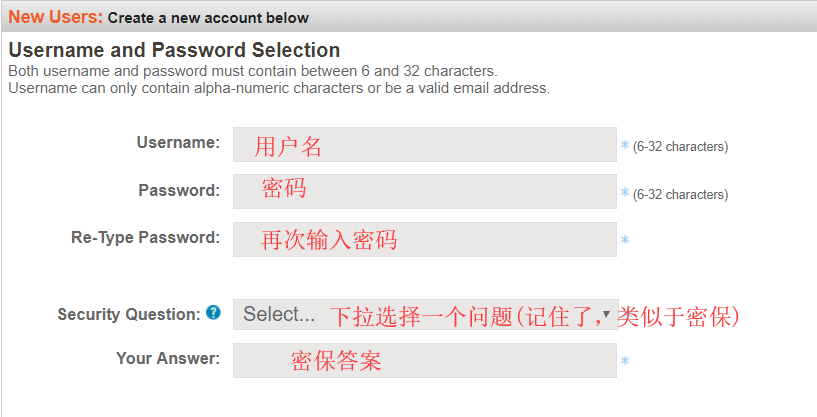 New Users: Create a new account below
Username and Password Selection
Both username and password must contain between 6 and 32 characters.
Username can only contain alpha-numeric characters or be a valid email address.
Username: 用户名 * (6-32 characters)
Password: 密码 * (6-32 characters)
Re-Type Password: 再次输入密码 *
Security Question: ? Select... 下拉选择一个问题(记住了，类似于密保)
Your Answer: 密保答案 *